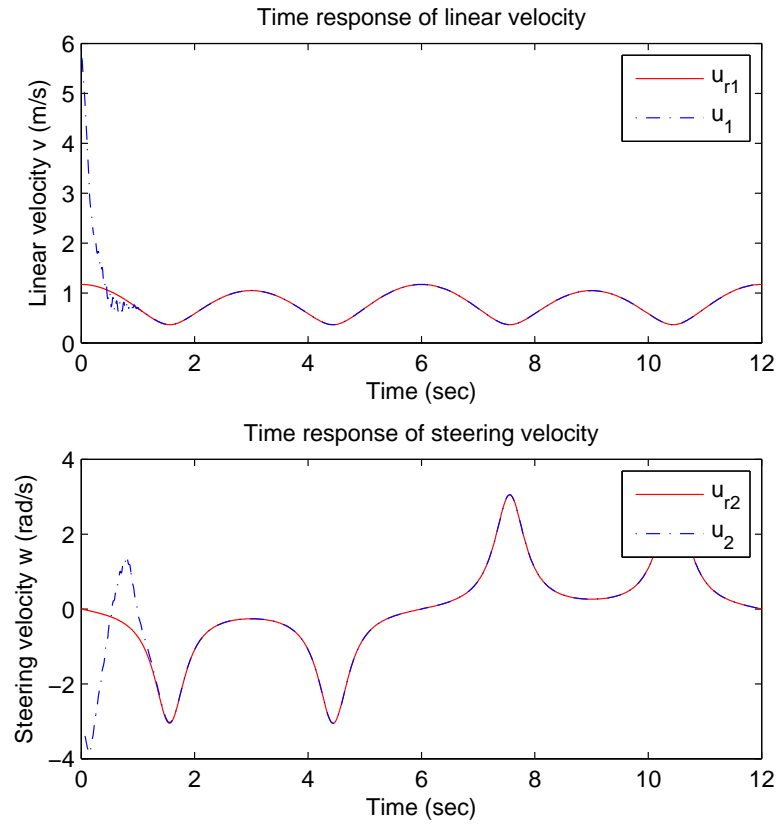 Time response of linear velocity
6
5
4
3
2
1
0
Linear velocity v (m/s)
u_r1
u_1
0 2 4 6 8 10 12
Time (sec)
Time response of steering velocity
4
2
0
−2
−4
Steering velocity w (rad/s)
u_r2
u_2
0 2 4 6 8 10 12
Time (sec)